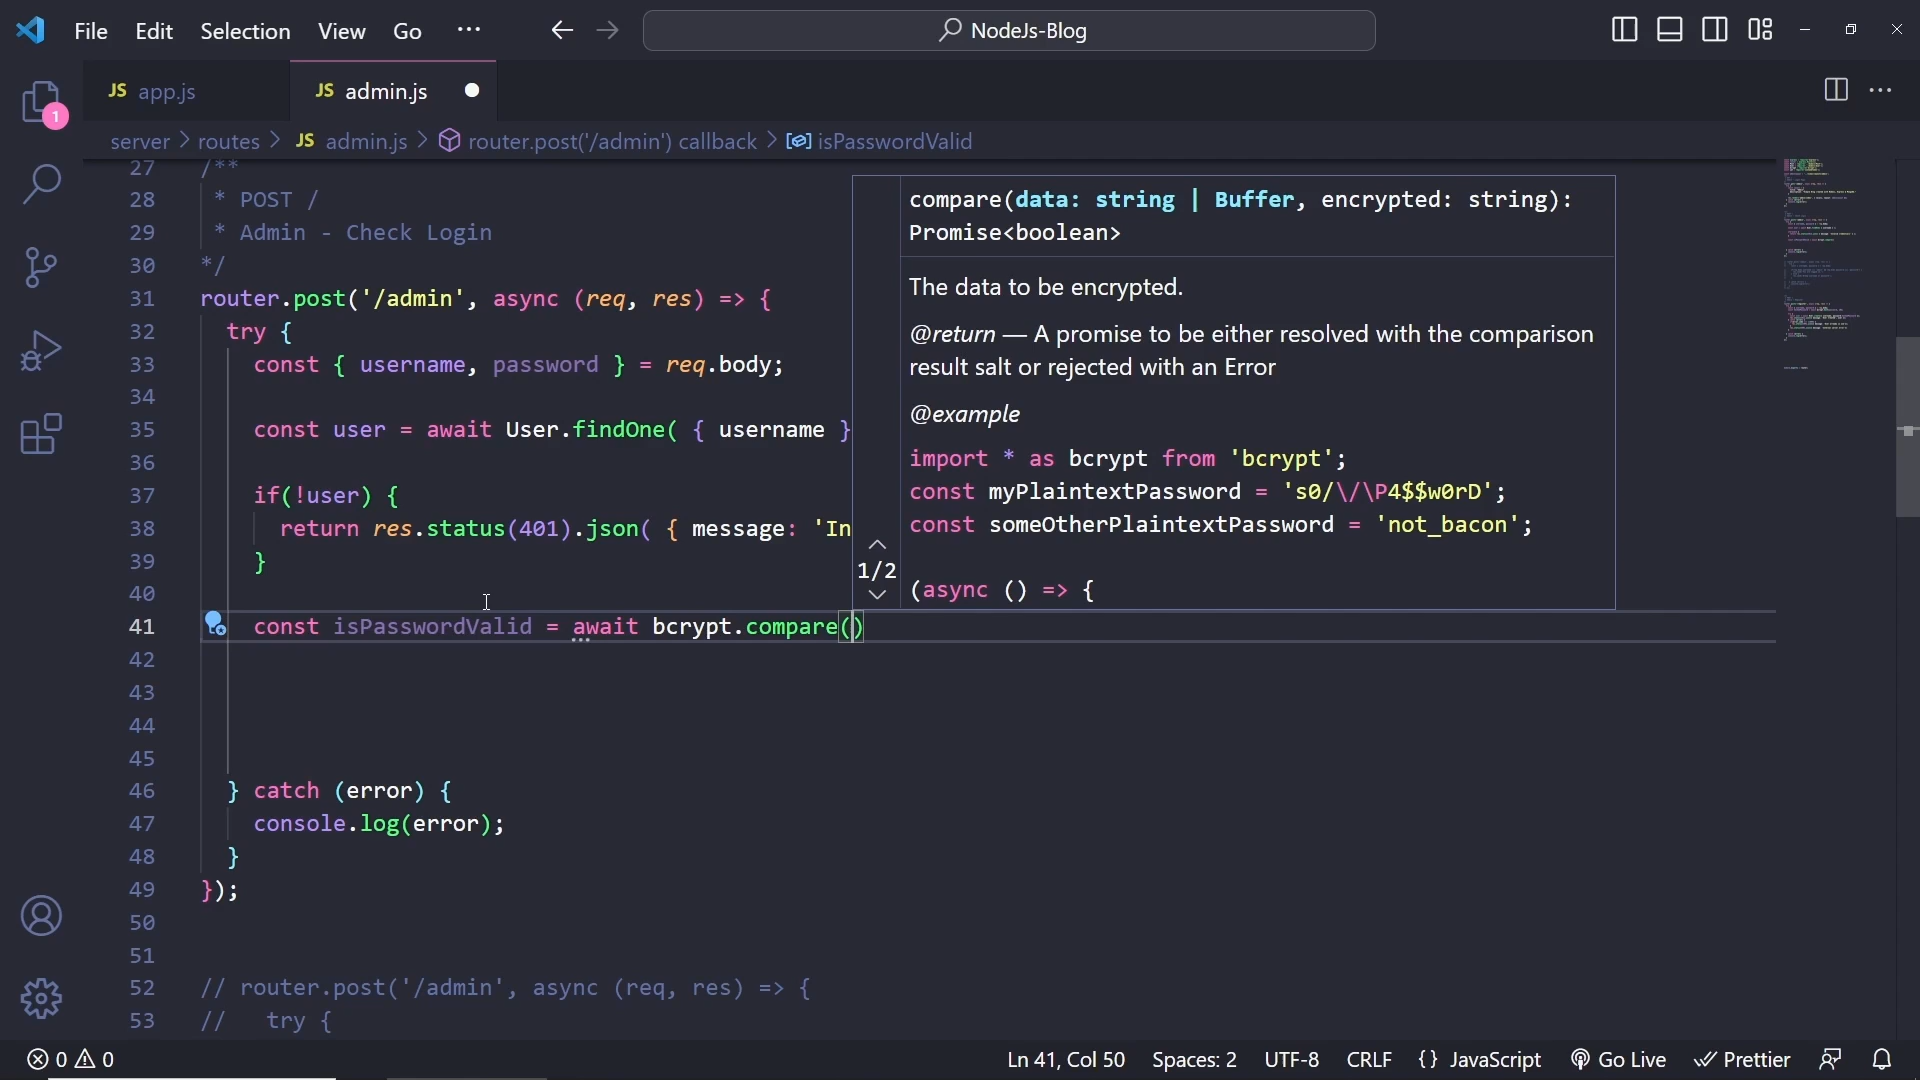 File Edit Selection View Go ··· NodeJs-Blog
JS app.js JS admin.js
server > routes > JS admin.js > router.post('/admin') callback > isPasswordValid
27 /**
28 * POST /
29 * Admin - Check Login
30 */
31 router.post('/admin', async (req, res) => {
32 try {
33 const { username, password } = req.body;
34
35 const user = await User.findOne( { username }
36
37 if(!user) {
38 return res.status(401).json( { message: 'In
39 }
40
41 const isPasswordValid = await bcrypt.compare()
42
43
44
45
46 } catch (error) {
47 console.log(error);
48 }
49 });
50
51
52 // router.post('/admin', async (req, res) => {
53 // try {
compare(data: string | Buffer, encrypted: string):
Promise<boolean>
The data to be encrypted.
@return — A promise to be either resolved with the comparison
result salt or rejected with an Error
@example
import * as bcrypt from 'bcrypt';
const myPlaintextPassword = 's0/\/\P4$$w0rD';
const someOtherPlaintextPassword = 'not_bacon';
(async () => {
1/2
1
0 0 Ln 41, Col 50 Spaces: 2 UTF-8 CRLF {} JavaScript Go Live Prettier